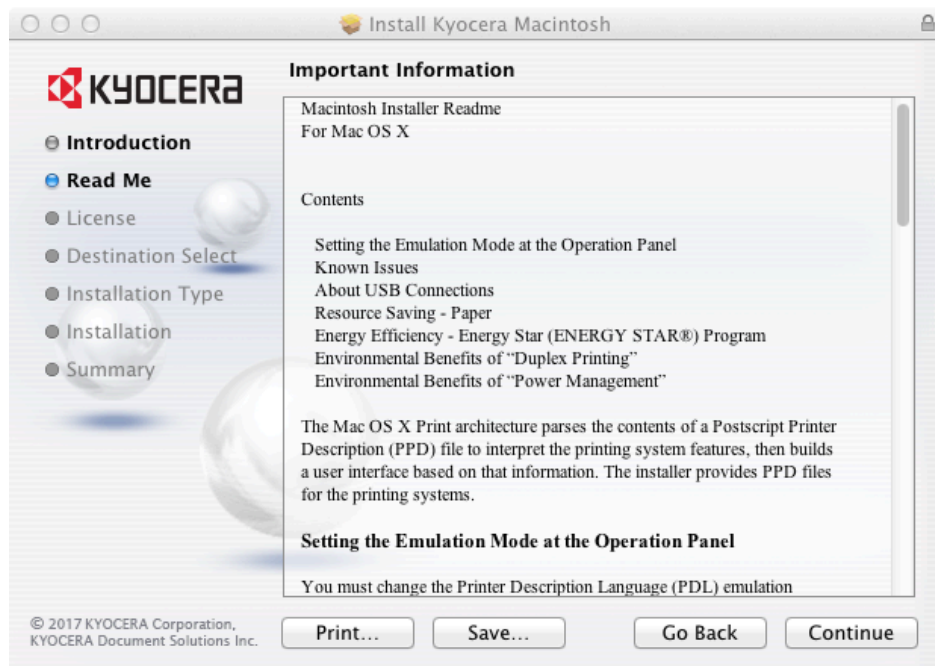 Install Kyocera Macintosh
KYOCERA
Introduction
Read Me
License
Destination Select
Installation Type
Installation
Summary
Important Information
Macintosh Installer Readme
For Mac OS X
Contents
Setting the Emulation Mode at the Operation Panel
Known Issues
About USB Connections
Resource Saving - Paper
Energy Efficiency - Energy Star (ENERGY STAR®) Program
Environmental Benefits of “Duplex Printing”
Environmental Benefits of “Power Management”
The Mac OS X Print architecture parses the contents of a Postscript Printer
Description (PPD) file to interpret the printing system features, then builds
a user interface based on that information. The installer provides PPD files
for the printing systems.
Setting the Emulation Mode at the Operation Panel
You must change the Printer Description Language (PDL) emulation
© 2017 KYOCERA Corporation,
KYOCERA Document Solutions Inc.
Print...
Save...
Go Back
Continue